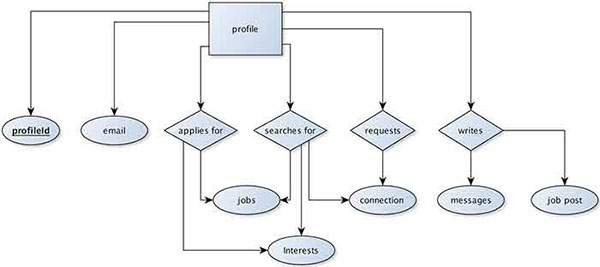 profile
profileId
email
applies for
searches for
requests
writes
jobs
connection
messages
job post
Interests